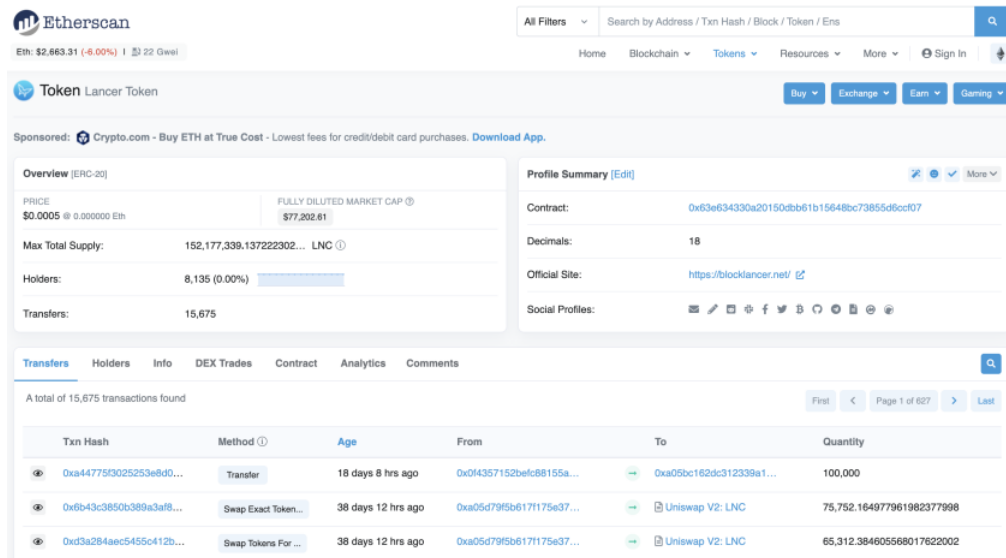 Etherscan
All Filters
Search by Address / Txn Hash / Block / Token / Ens
Eth: $2,663.31 (-6.00%) | 22 Gwei
Home Blockchain Tokens Resources More Sign In
Token Lancer Token
Buy Exchange Earn Gaming
Sponsored: Crypto.com - Buy ETH at True Cost - Lowest fees for credit/debit card purchases. Download App.
Overview [ERC-20]
PRICE
$0.0005 @ 0.000000 Eth
FULLY DILUTED MARKET CAP
$77,202.61
Max Total Supply: 152,177,339.137222302... LNC
Holders: 8,135 (0.00%)
Transfers: 15,675
Profile Summary [Edit]
More
Contract: 0x63e634330a20150dbb61b15648bc73855d6ccf07
Decimals: 18
Official Site: https://blocklancer.net/
Social Profiles:
Transfers Holders Info DEX Trades Contract Analytics Comments
A total of 15,675 transactions found
First Page 1 of 627 Last
Txn Hash Method Age From To Quantity
0xa44775f3025253e8d0... Transfer 18 days 8 hrs ago 0x0f4357152befc88155a... 0xa05bc162dc312339a1... 100,000
0x6b43c3850b389a3af8... Swap Exact Token... 38 days 12 hrs ago 0xa05d79f5b617f175e37... Uniswap V2: LNC 75,752.164977961982377998
0xd3a284aec5455c412b... Swap Tokens For ... 38 days 12 hrs ago 0xa05d79f5b617f175e37... Uniswap V2: LNC 65,312.384605568017622002